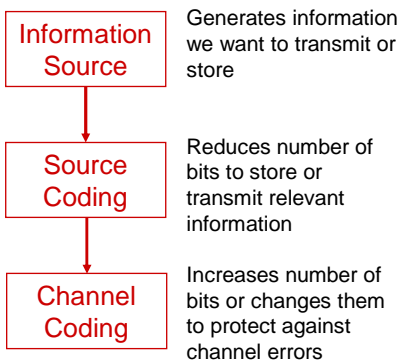 Information
Source
Generates information
we want to transmit or
store
Source
Coding
Reduces number of
bits to store or
transmit relevant
information
Channel
Coding
Increases number of
bits or changes them
to protect against
channel errors